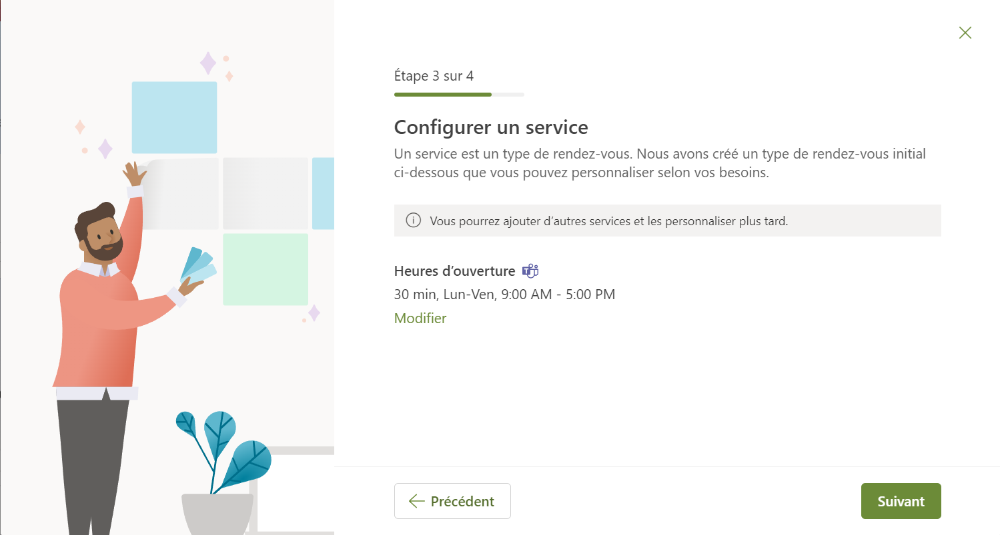 Étape 3 sur 4
Configurer un service
Un service est un type de rendez-vous. Nous avons créé un type de rendez-vous initial
ci-dessous que vous pouvez personnaliser selon vos besoins.
Vous pourrez ajouter d’autres services et les personnaliser plus tard.
Heures d’ouverture
30 min, Lun-Ven, 9:00 AM - 5:00 PM
Modifier
Précédent
Suivant